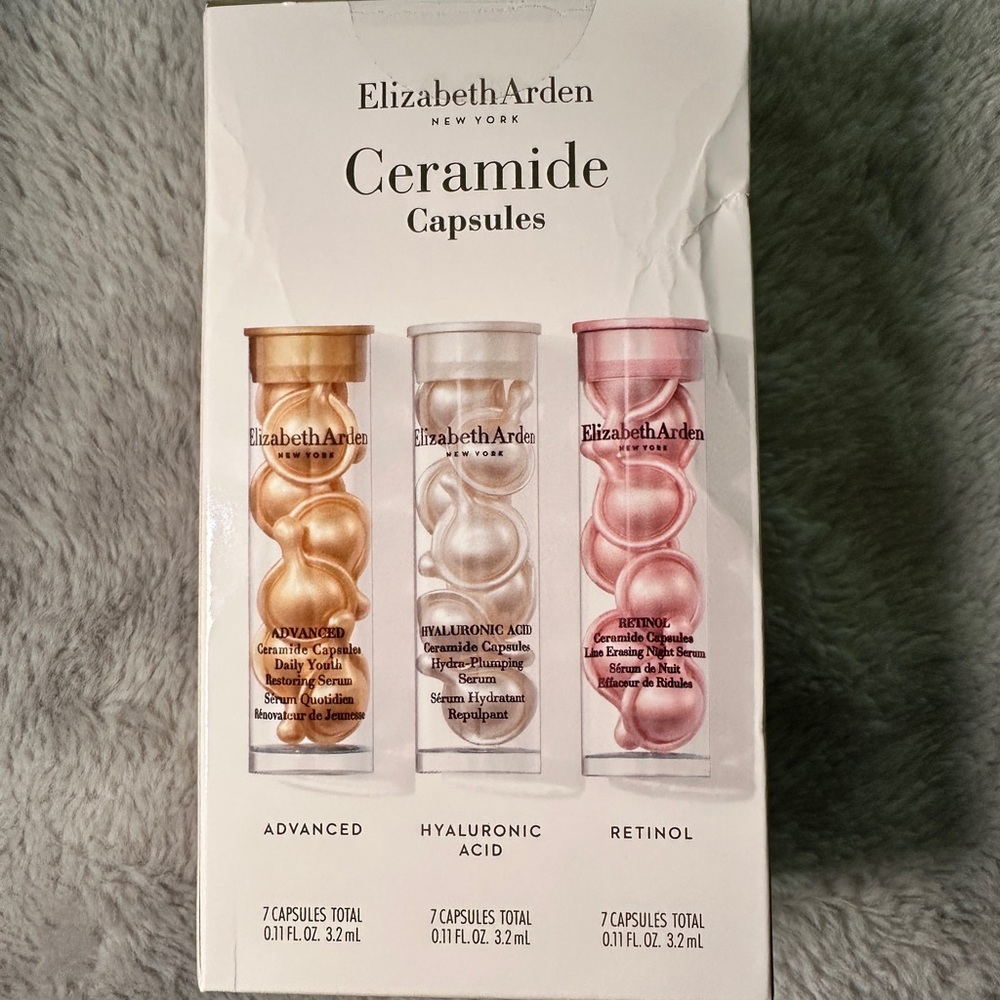 ElizabethArden
NEW YORK
Ceramide
Capsules
ElizabethArden
NEW YORK
ADVANCED
Ceramide Capsules
Daily Youth
Restoring Serum
Sérum Quotidien
Rénovateur de Jeunesse
ElizabethArden
NEW YORK
HYALURONIC ACID
Ceramide Capsules
Hydra-Plumping
Serum
Sérum Hydratant
Repulpant
ElizabethArden
NEW YORK
RETINOL
Ceramide Capsules
Line Erasing Night Serum
Sérum de Nuit
Effaceur de Ridules
ADVANCED
HYALURONIC
ACID
RETINOL
7 CAPSULES TOTAL
0.11 FL. OZ. 3.2 mL
7 CAPSULES TOTAL
0.11 FL. OZ. 3.2 mL
7 CAPSULES TOTAL
0.11 FL. OZ. 3.2 mL